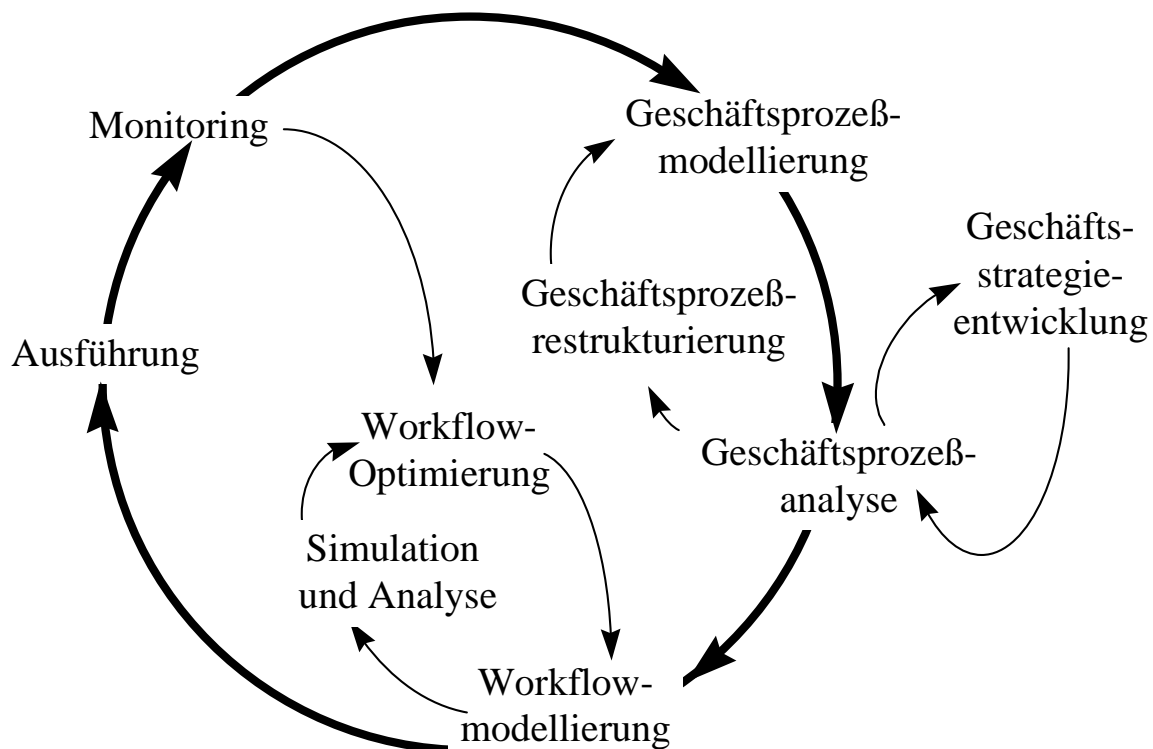 Monitoring
Geschäftsprozeß-
modellierung
Geschäfts-
strategie-
entwicklung
Geschäftsprozeß-
restrukturierung
Ausführung
Workflow-
Optimierung
Geschäftsprozeß-
analyse
Simulation
und Analyse
Workflow-
modellierung